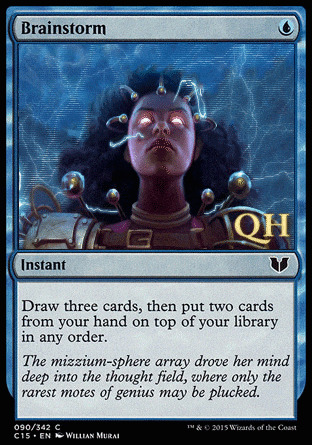 Brainstorm
QH
Instant
Draw three cards, then put two cards
from your hand on top of your library
in any order.
The mizzium-sphere array drove her mind
deep into the thought field, where only the
rarest motes of genius may be plucked.
090/342 C
C15 • EN Willian Murai
™ & © 2015 Wizards of the Coast